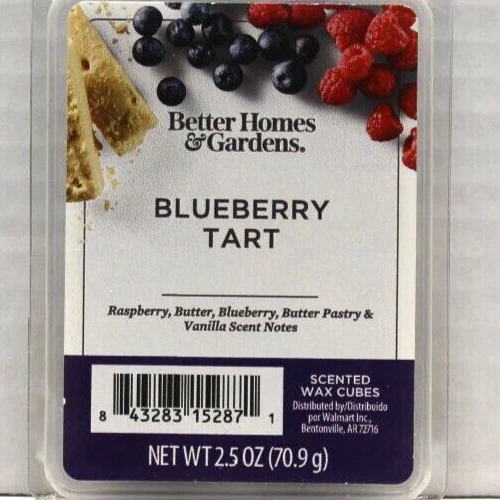 Better Homes
& Gardens.
BLUEBERRY
TART
Raspberry, Butter, Blueberry, Butter Pastry &
Vanilla Scent Notes
SCENTED
WAX CUBES
Distributed by/Distribuido
por Walmart Inc.,
Bentonville, AR 72716
8 43283 15287 1
NET WT 2.5 OZ (70.9 g)